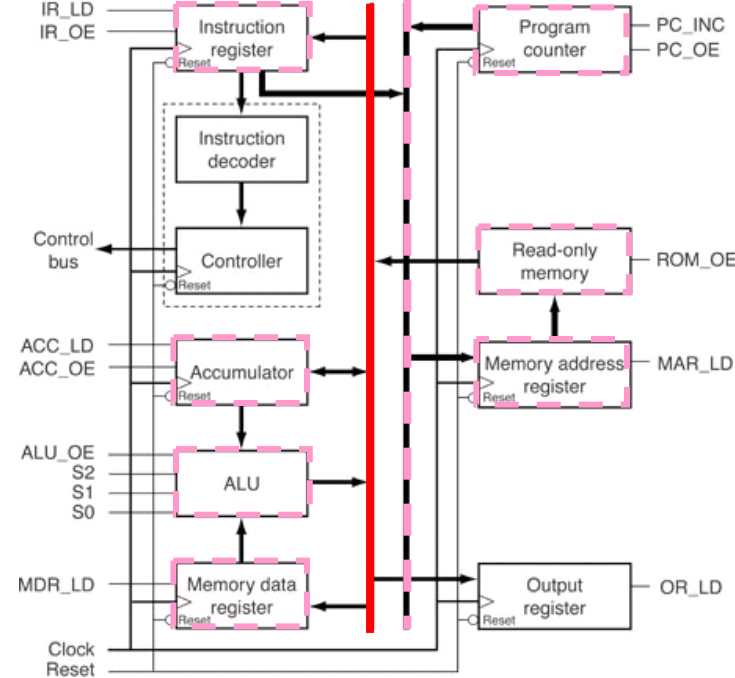 IR_LD
IR_OE
Instruction
register
Reset
Program
counter
Reset
PC_INC
PC_OE
Instruction
decoder
Control
bus
Controller
Reset
Read-only
memory
ROM_OE
ACC_LD
ACC_OE
Accumulator
Reset
Memory address
register
Reset
MAR_LD
ALU_OE
S2
S1
S0
ALU
MDR_LD
Memory data
register
Reset
Output
register
Reset
OR_LD
Clock
Reset